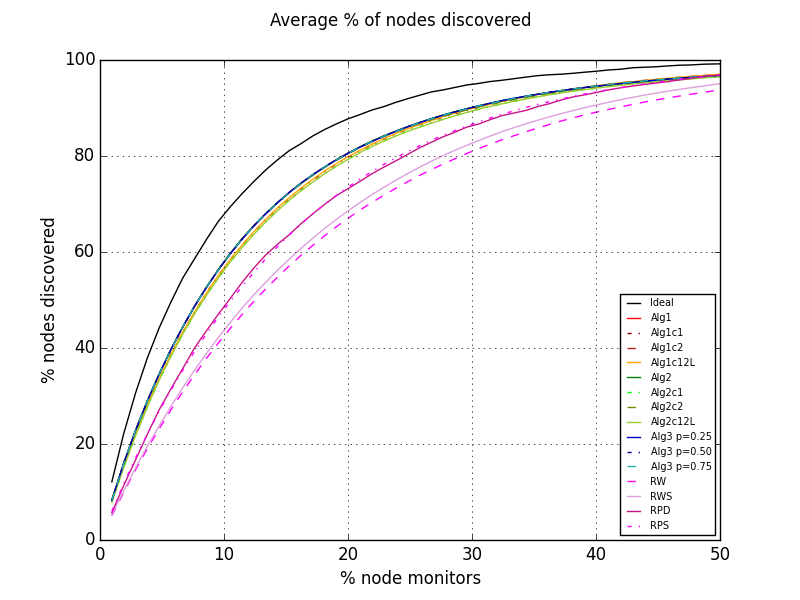 Average % of nodes discovered
100
80
60
40
20
0
% nodes discovered
0 10 20 30 40 50
% node monitors
Ideal
Alg1
Alg1c1
Alg1c2
Alg1c12L
Alg2
Alg2c1
Alg2c2
Alg2c12L
Alg3 p=0.25
Alg3 p=0.50
Alg3 p=0.75
RW
RWS
RPD
RPS